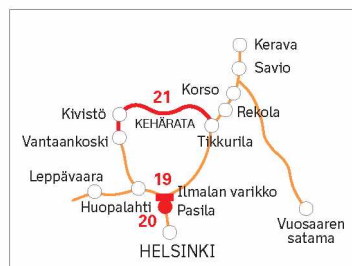 Kerava
Savio
Korso
21
Rekola
Kivistö
KEHÄRATA
Vantaankoski
Tikkurila
Leppävaara
19
Ilmalan varikko
Huopalahti
20
Pasila
Vuosaaren
satama
HELSINKI